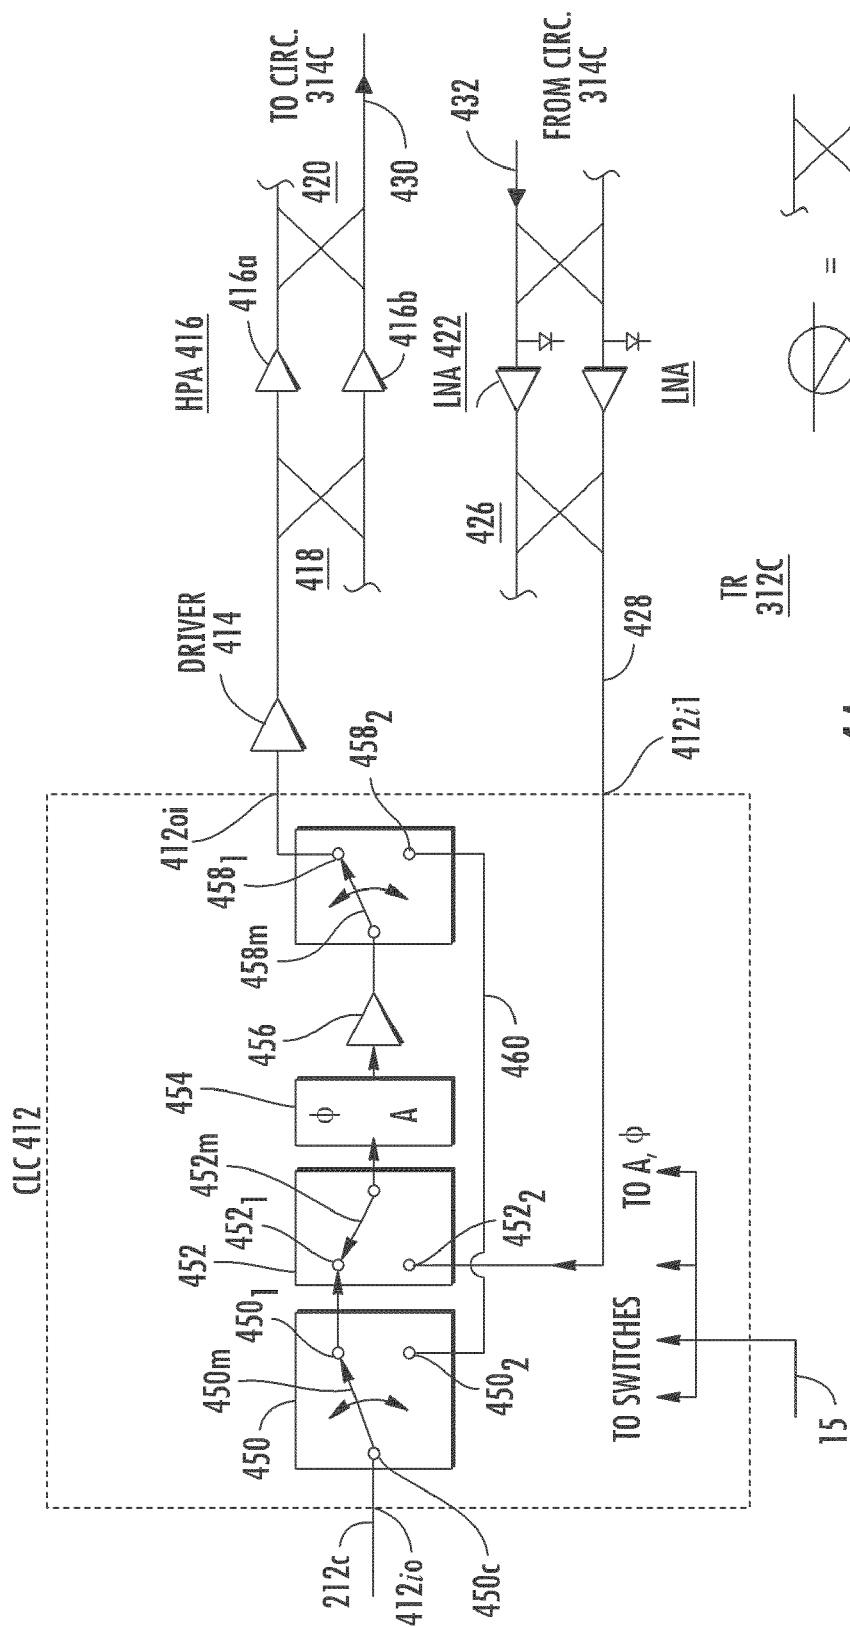 CLC 412
212c
412io
450c
450
450m
450₁
450₂
452
452₁
452m
452₂
454
ϕ
A
456
458m
458₁
458₂
412oi
460
TO SWITCHES
TO A, ϕ
15
DRIVER
414
412i1
428
418
HPA 416
416a
416b
420
430
TO CIRC.
314C
426
LNA 422
LNA
432
FROM CIRC.
314C
TR
312C
=